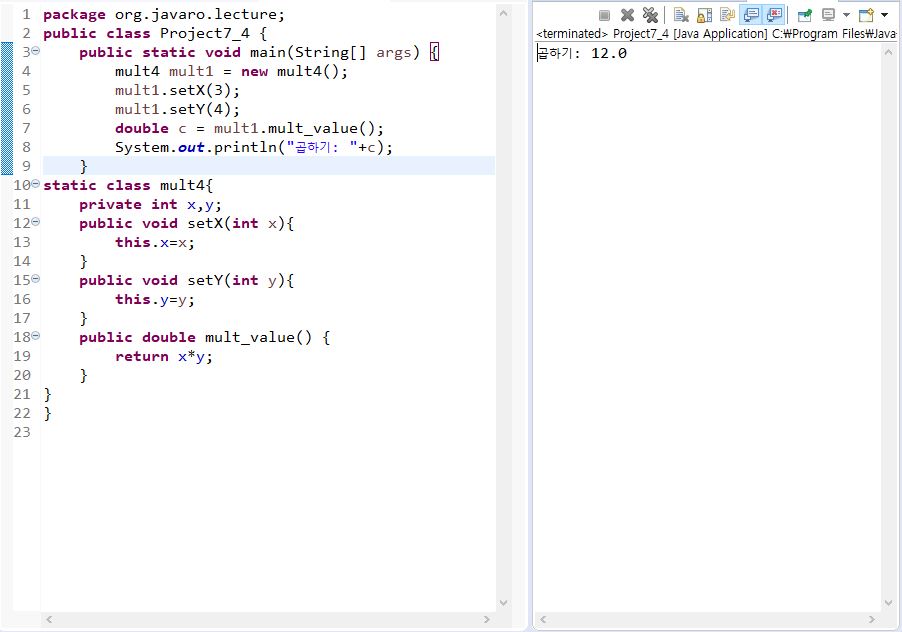 1 package org.javaro.lecture;
2 public class Project7_4 {
3 public static void main(String[] args) {
4 mult4 mult1 = new mult4();
5 mult1.setX(3);
6 mult1.setY(4);
7 double c = mult1.mult_value();
8 System.out.println("곱하기: "+c);
9 }
10 static class mult4{
11 private int x,y;
12 public void setX(int x){
13 this.x=x;
14 }
15 public void setY(int y){
16 this.y=y;
17 }
18 public double mult_value() {
19 return x*y;
20 }
21 }
22 }
23
<terminated> Project7_4 [Java Application] C:₩Program Files₩Java
곱하기: 12.0